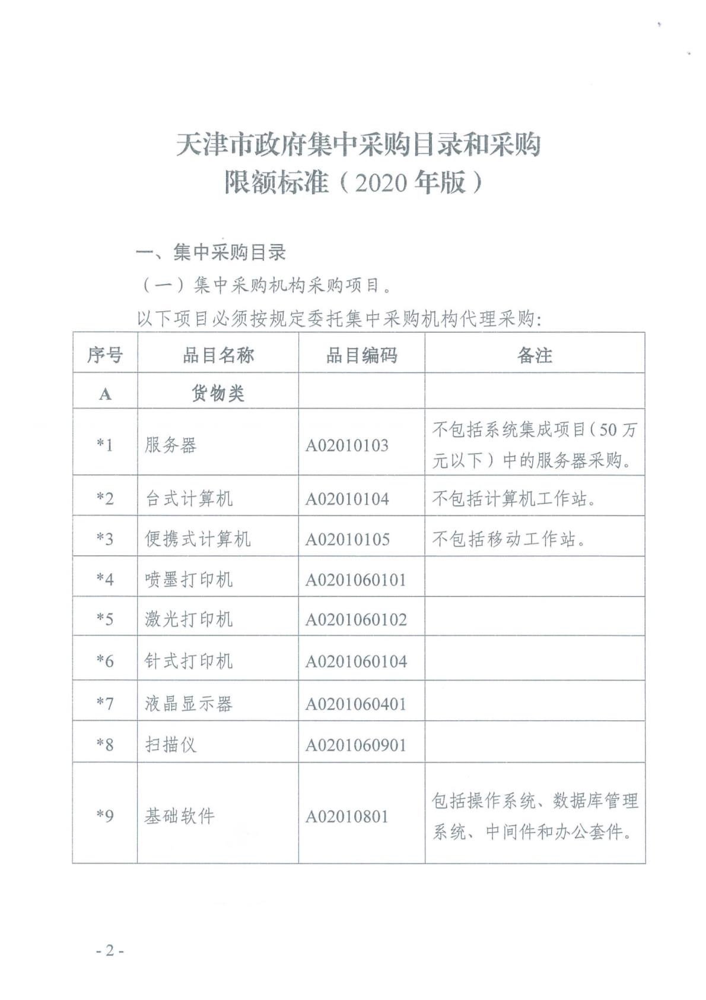 天津市政府集中采购目录和采购
限额标准（2020 年版）
一、集中采购目录
（一）集中采购机构采购项目。
以下项目必须按规定委托集中采购机构代理采购:
序号 品目名称 品目编码 备注
A 货物类
*1 服务器 A02010103 不包括系统集成项目（50 万
元以下）中的服务器采购。
*2 台式计算机 A02010104 不包括计算机工作站。
*3 便携式计算机 A02010105 不包括移动工作站。
*4 喷墨打印机 A0201060101
*5 激光打印机 A0201060102
*6 针式打印机 A0201060104
*7 液晶显示器 A0201060401
*8 扫描仪 A0201060901
*9 基础软件 A02010801 包括操作系统、数据库管理
系统、中间件和办公套件。
- 2 -